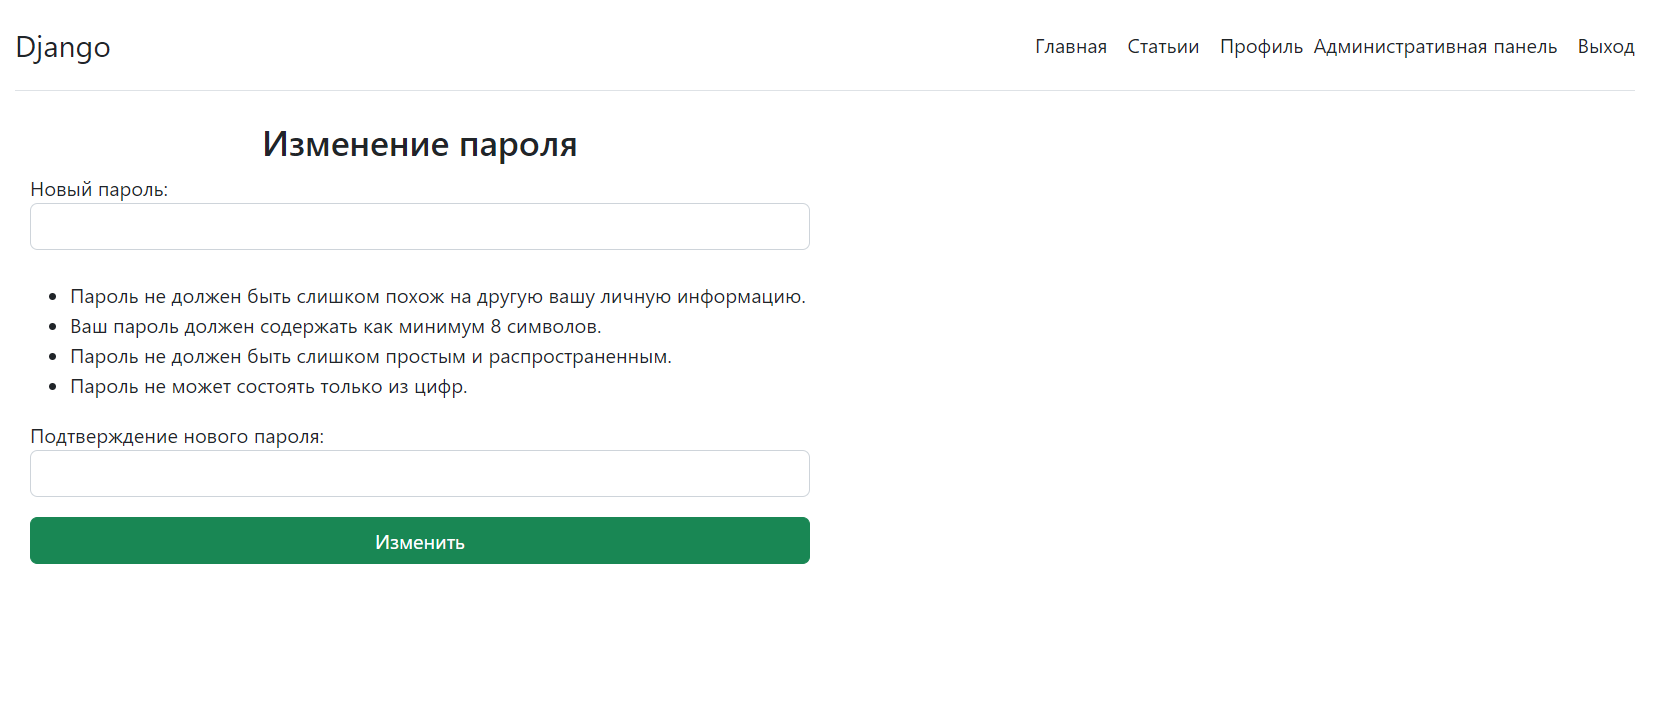 Django
Главная Статьии Профиль Административная панель Выход
Изменение пароля
Новый пароль:
Пароль не должен быть слишком похож на другую вашу личную информацию.
Ваш пароль должен содержать как минимум 8 символов.
Пароль не должен быть слишком простым и распространенным.
Пароль не может состоять только из цифр.
Подтверждение нового пароля:
Изменить